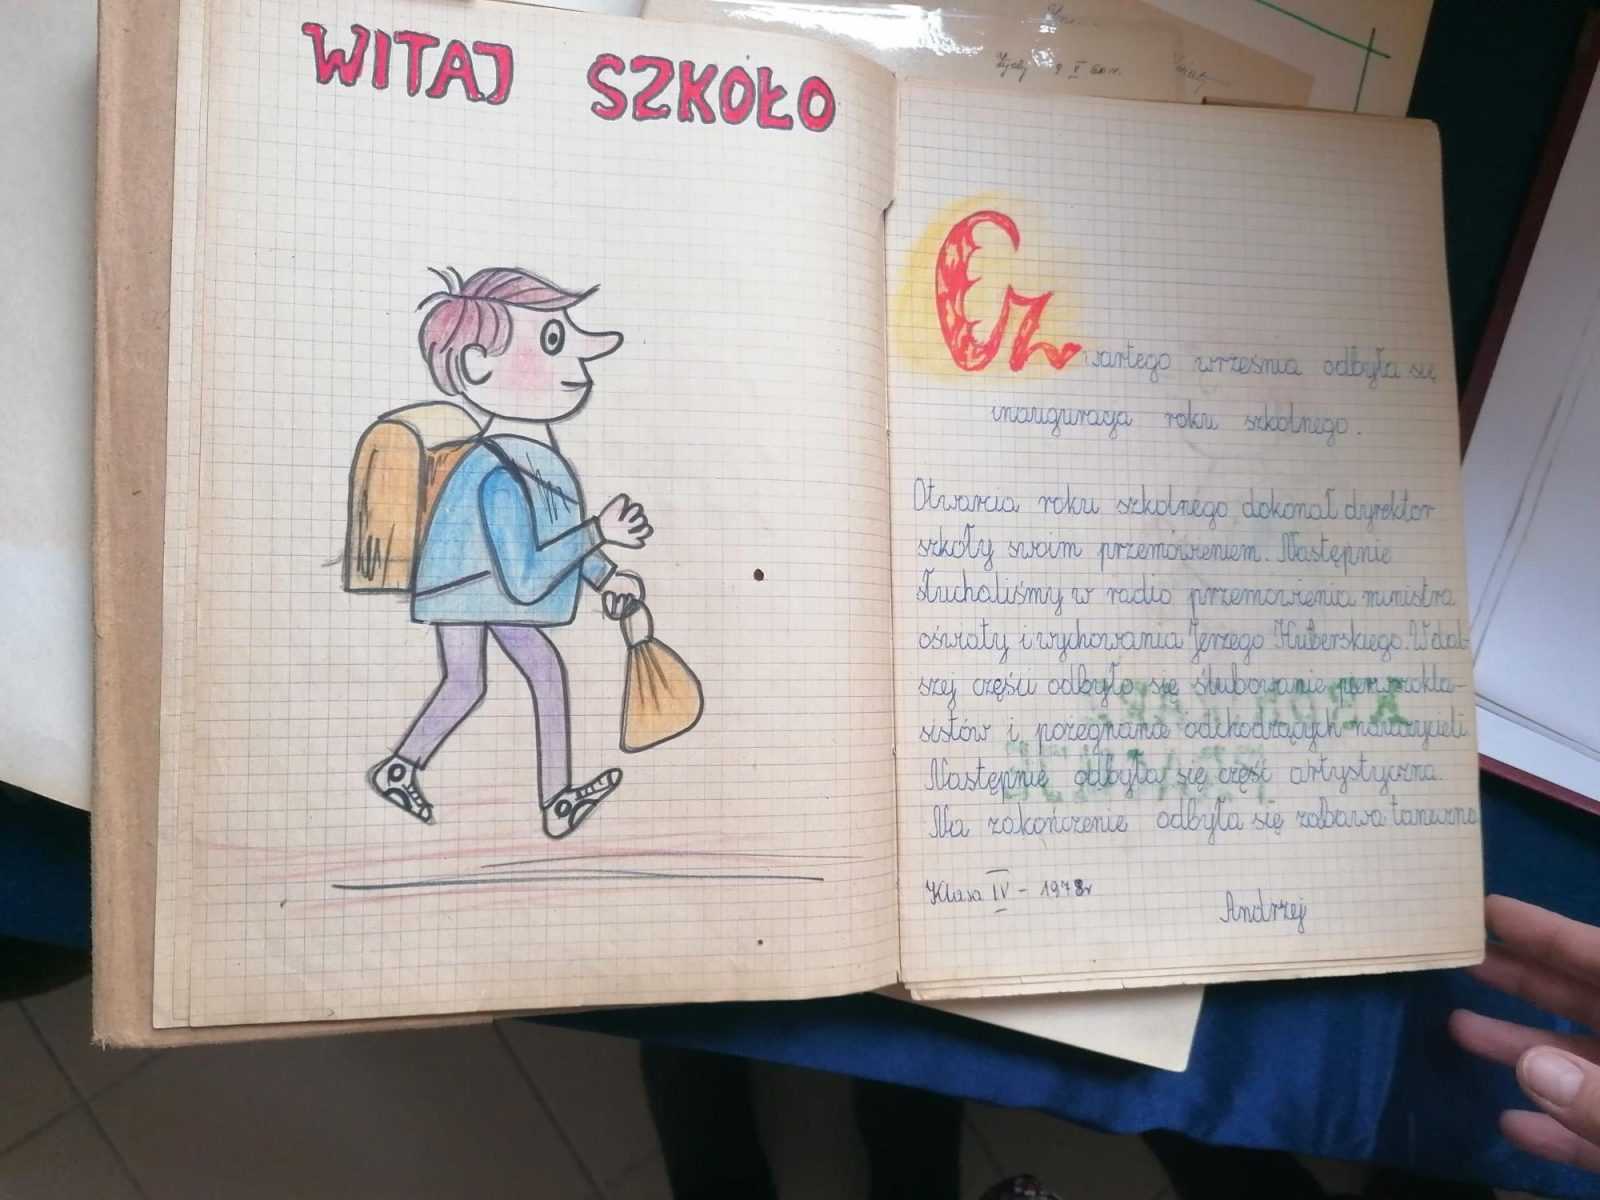 WITAJ SZKOŁO
Czwartego września odbyła się
inauguracja roku szkolnego.
Otwarcia roku szkolnego dokonał dyrektor
szkoły swoim przemówieniem. Następnie
słuchaliśmy w radio przemówienia ministra
oświaty i wychowania Jerzego Kuberskiego. W dal-
szej części odbyło się ślubowanie pierwszokla-
sistów i pożegnanie odchodzących nauczycieli.
Następnie odbyła się część artystyczna.
Na zakończenie odbyła się zabawa taneczna
Klasa IV - 1978r
Andrzej